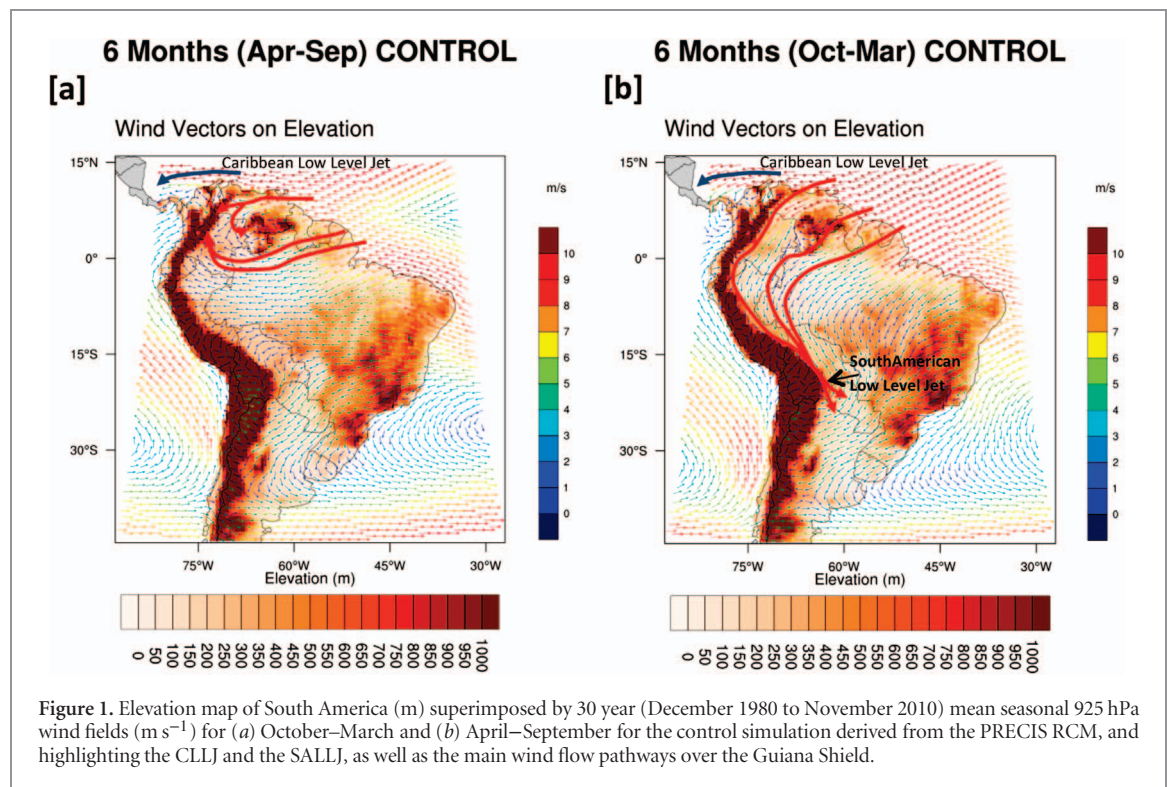 6 Months (Apr-Sep) CONTROL
6 Months (Oct-Mar) CONTROL
[a]
[b]
Wind Vectors on Elevation
Wind Vectors on Elevation
15°N
Caribbean Low Level Jet
m/s
15°N
Caribbean Low Level Jet
m/s
10
9
8
7
6
5
4
3
2
1
0
10
9
8
7
6
5
4
3
2
1
0
0°
15°S
30°S
0°
15°S
30°S
SouthAmerican
Low Level Jet
75°W 60°W 45°W 30°W
75°W 60°W 45°W 30°W
Elevation (m)
Elevation (m)
0 50 100 150 200 250 300 350 400 450 500 550 600 650 700 750 800 850 900 950 1000
0 50 100 150 200 250 300 350 400 450 500 550 600 650 700 750 800 850 900 950 1000
Figure 1. Elevation map of South America (m) superimposed by 30 year (December 1980 to November 2010) mean seasonal 925 hPa
wind fields (m s⁻¹) for (a) October–March and (b) April–September for the control simulation derived from the PRECIS RCM, and
highlighting the CLLJ and the SALLJ, as well as the main wind flow pathways over the Guiana Shield.